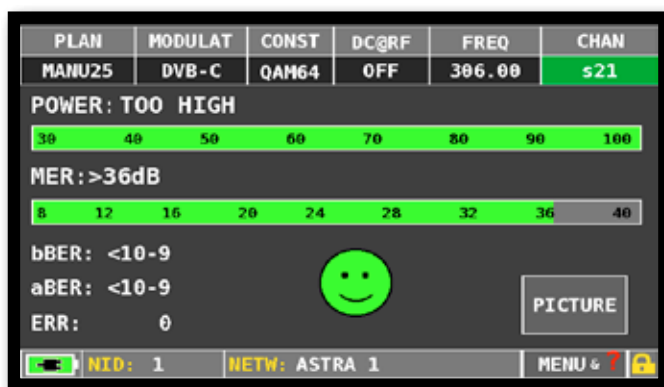 PLAN MODULAT CONST DC@RF FREQ CHAN
MANU25 DVB-C QAM64 OFF 306.00 s21
POWER: TOO HIGH
30 40 50 60 70 80 90 100
MER:>36dB
8 12 16 20 24 28 32 36 40
bBER: <10-9
aBER: <10-9
PICTURE
ERR: 0
NID: 1 NETW: ASTRA 1 MENU & ?